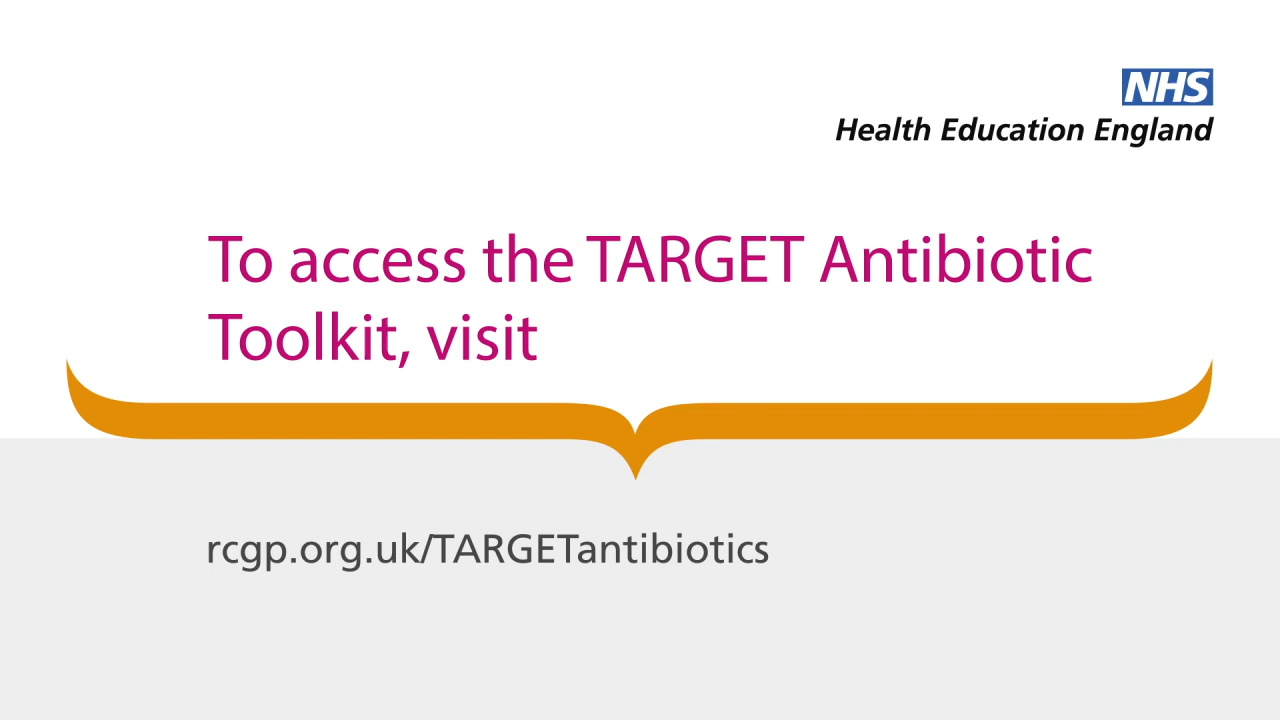 NHS
Health Education England
To access the TARGET Antibiotic
Toolkit, visit
rcgp.org.uk/TARGETantibiotics